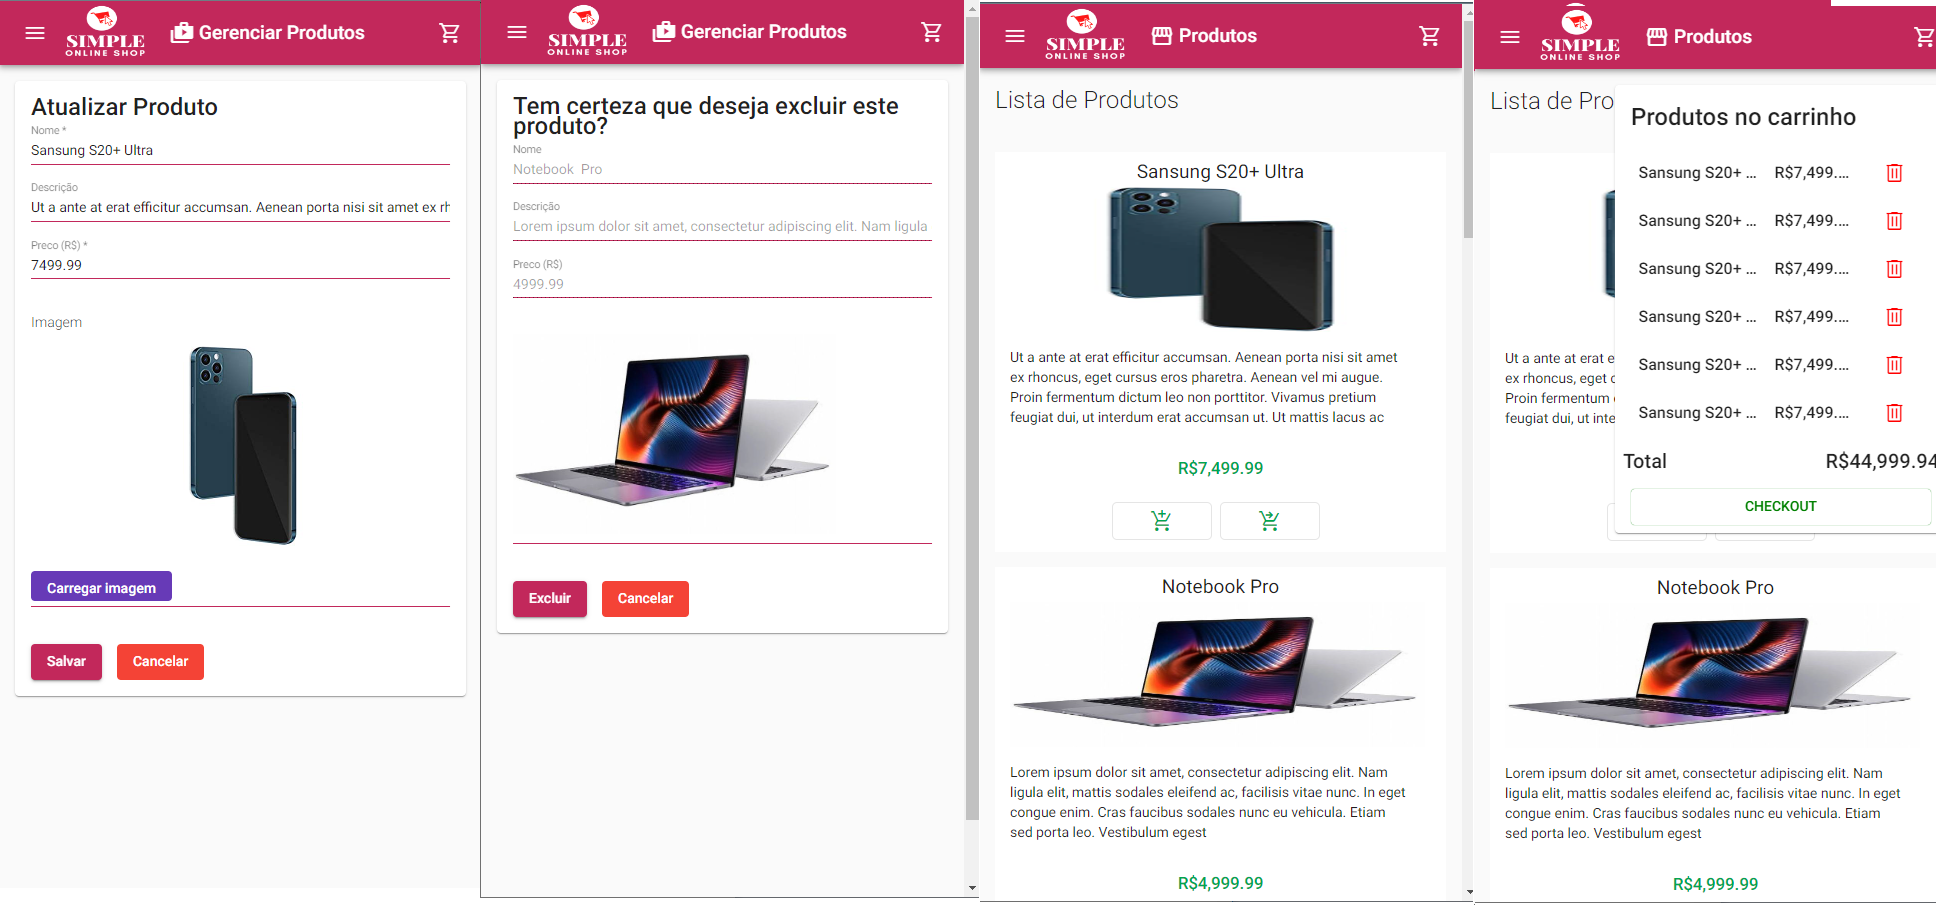 SIMPLE
ONLINE SHOP
Gerenciar Produtos
Atualizar Produto
Nome *
Sansung S20+ Ultra
Descrição
Ut a ante at erat efficitur accumsan. Aenean porta nisi sit amet ex rh
Preco (R$) *
7499.99
Imagem
Carregar imagem
Salvar
Cancelar
SIMPLE
ONLINE SHOP
Gerenciar Produtos
Tem certeza que deseja excluir este
produto?
Nome
Notebook Pro
Descrição
Lorem ipsum dolor sit amet, consectetur adipiscing elit. Nam ligula
Preco (R$)
4999.99
Excluir
Cancelar
SIMPLE
ONLINE SHOP
Produtos
Lista de Produtos
Sansung S20+ Ultra
Ut a ante at erat efficitur accumsan. Aenean porta nisi sit amet
ex rhoncus, eget cursus eros pharetra. Aenean vel mi augue.
Proin fermentum dictum leo non porttitor. Vivamus pretium
feugiat dui, ut interdum erat accumsan ut. Ut mattis lacus ac
R$7,499.99
Notebook Pro
Lorem ipsum dolor sit amet, consectetur adipiscing elit. Nam
ligula elit, mattis sodales eleifend ac, facilisis vitae nunc. In eget
congue enim. Cras faucibus sodales nunc eu vehicula. Etiam
sed porta leo. Vestibulum egest
R$4,999.99
SIMPLE
ONLINE SHOP
Produtos
Lista de Pro
Produtos no carrinho
Sansung S20+ ... R$7,499....
Sansung S20+ ... R$7,499....
Sansung S20+ ... R$7,499....
Sansung S20+ ... R$7,499....
Sansung S20+ ... R$7,499....
Sansung S20+ ... R$7,499....
Total R$44,999.94
CHECKOUT
Ut a ante at erat e
ex rhoncus, eget c
Proin fermentum
feugiat dui, ut inte
Notebook Pro
Lorem ipsum dolor sit amet, consectetur adipiscing elit. Nam
ligula elit, mattis sodales eleifend ac, facilisis vitae nunc. In eget
congue enim. Cras faucibus sodales nunc eu vehicula. Etiam
sed porta leo. Vestibulum egest
R$4,999.99